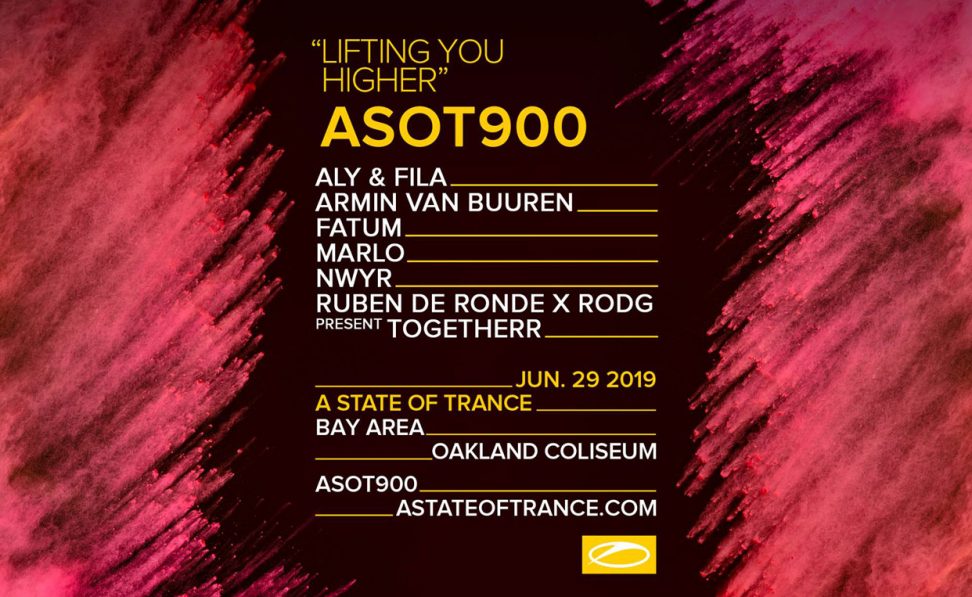 “LIFTING YOU
HIGHER”
ASOT900
ALY & FILA
ARMIN VAN BUUREN
FATUM
MARLO
NWYR
RUBEN DE RONDE X RODG
PRESENT TOGETHERR
JUN. 29 2019
A STATE OF TRANCE
BAY AREA
OAKLAND COLISEUM
ASOT900
ASTATEOFTRANCE.COM